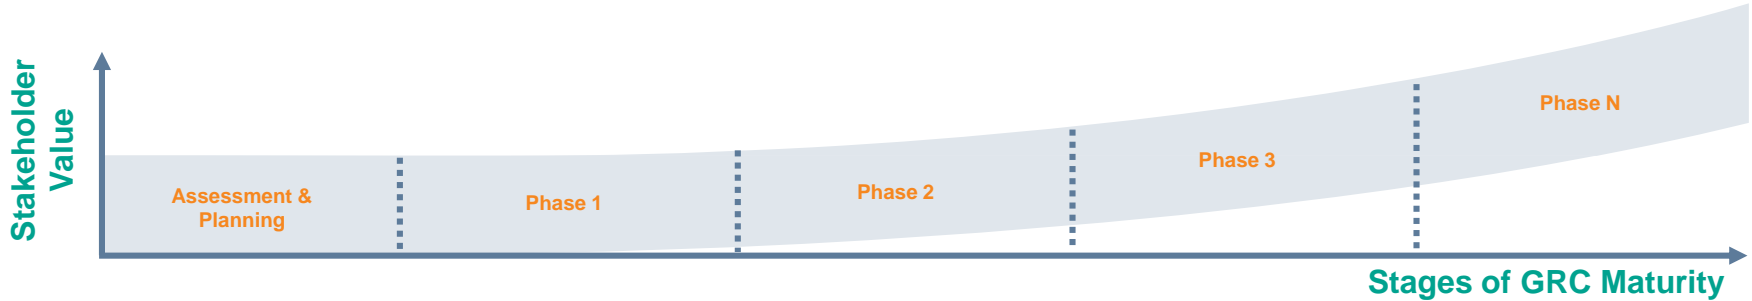 Stakeholder
Value
Assessment &
Planning
Phase 1
Phase 2
Phase 3
Phase N
Stages of GRC Maturity